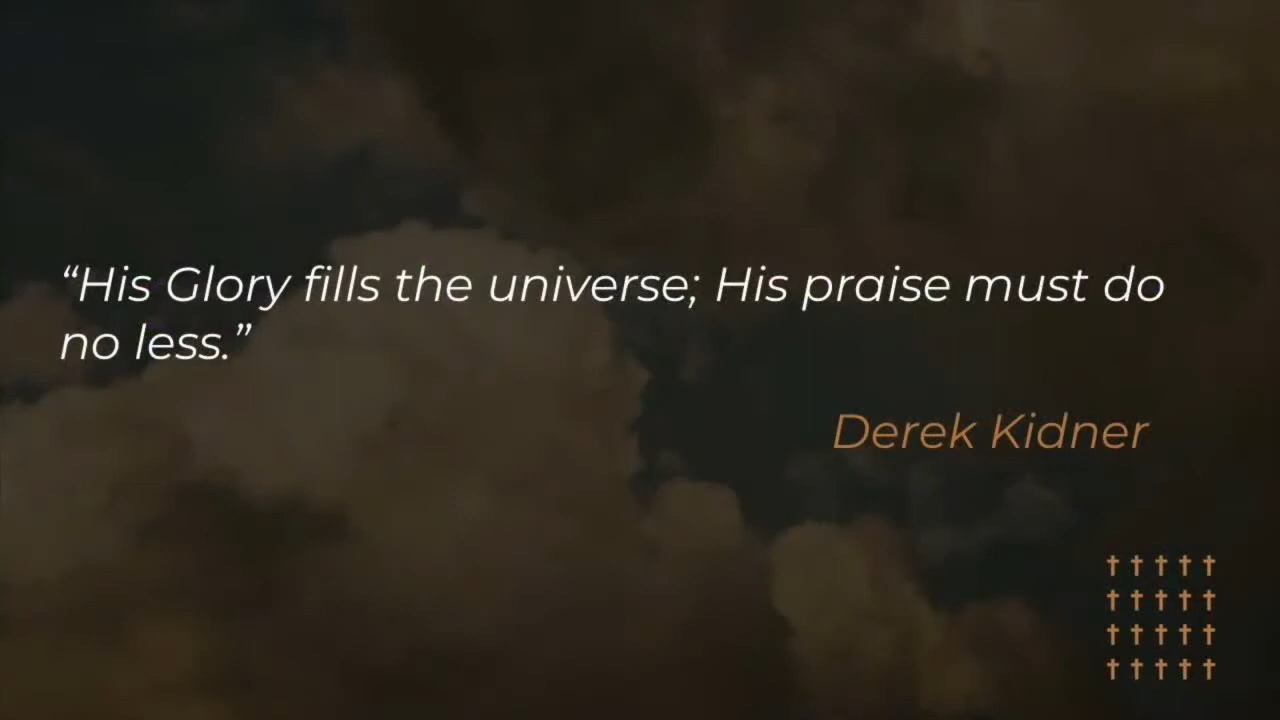 “His Glory fills the universe; His praise must do
no less.”
Derek Kidner